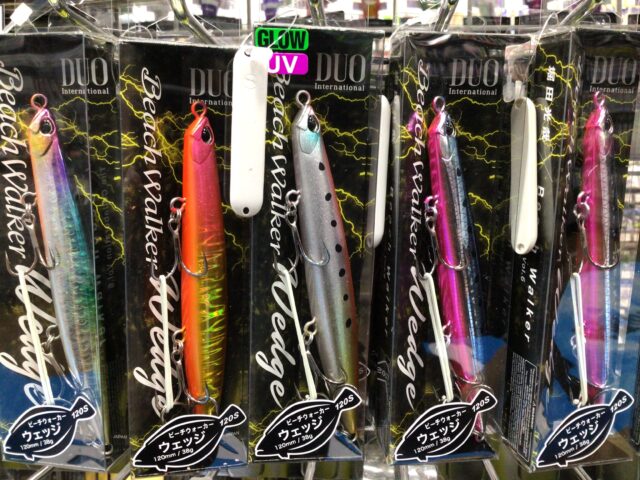 DUO
International
Beach Walker
Wedge
ビーチウォーカー
ウェッジ
120S
120mm / 38g
DUO
International
Beach Walker
Wedge
ビーチウォーカー
ウェッジ
120S
120mm / 38g
GLOW
UV
DUO
International
Beach Walker
Wedge
ビーチウォーカー
ウェッジ
120S
120mm / 38g
DUO
International
Beach Walker
Wedge
ビーチウォーカー
ウェッジ
120S
120mm / 38g
DUO
International
Walker
ビーチウォーカー
ウェッジ
120S
120mm / 38g